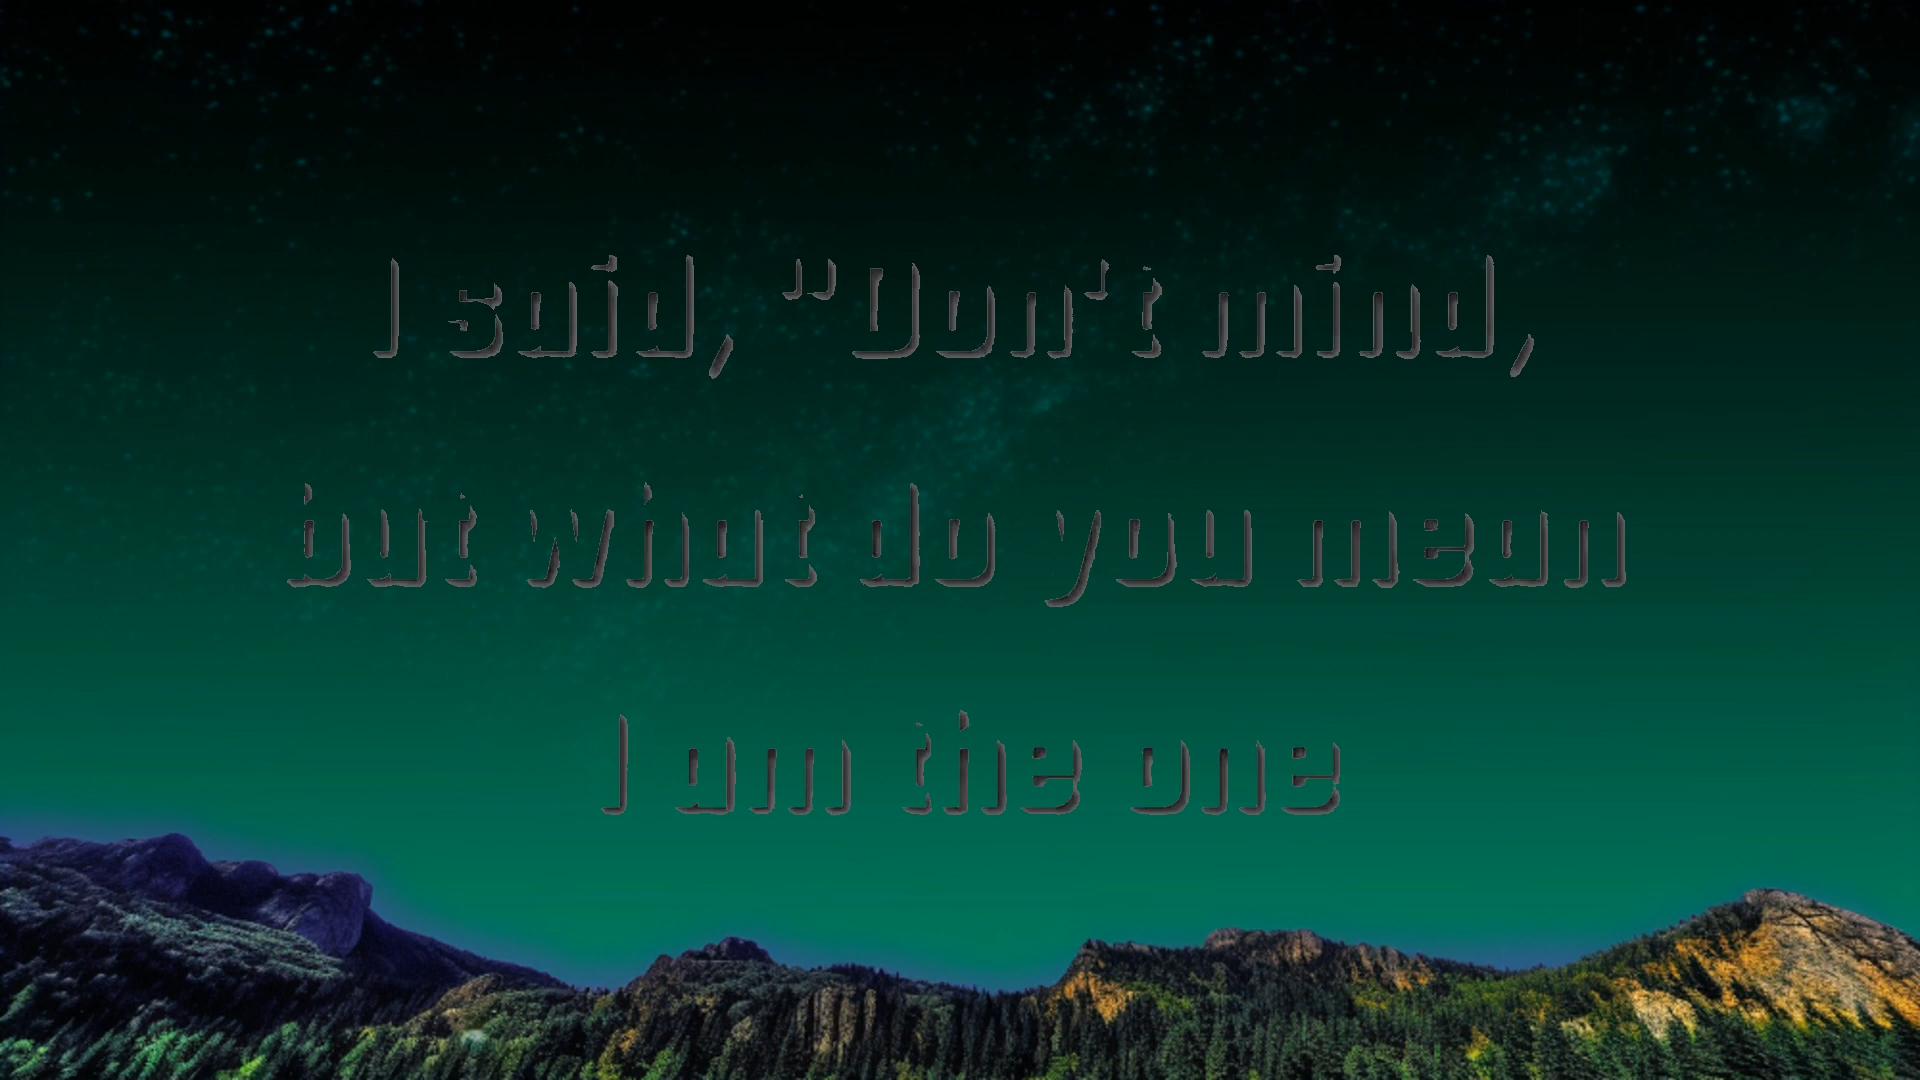 I said, "Don't mind,
but what do you mean
I am the one